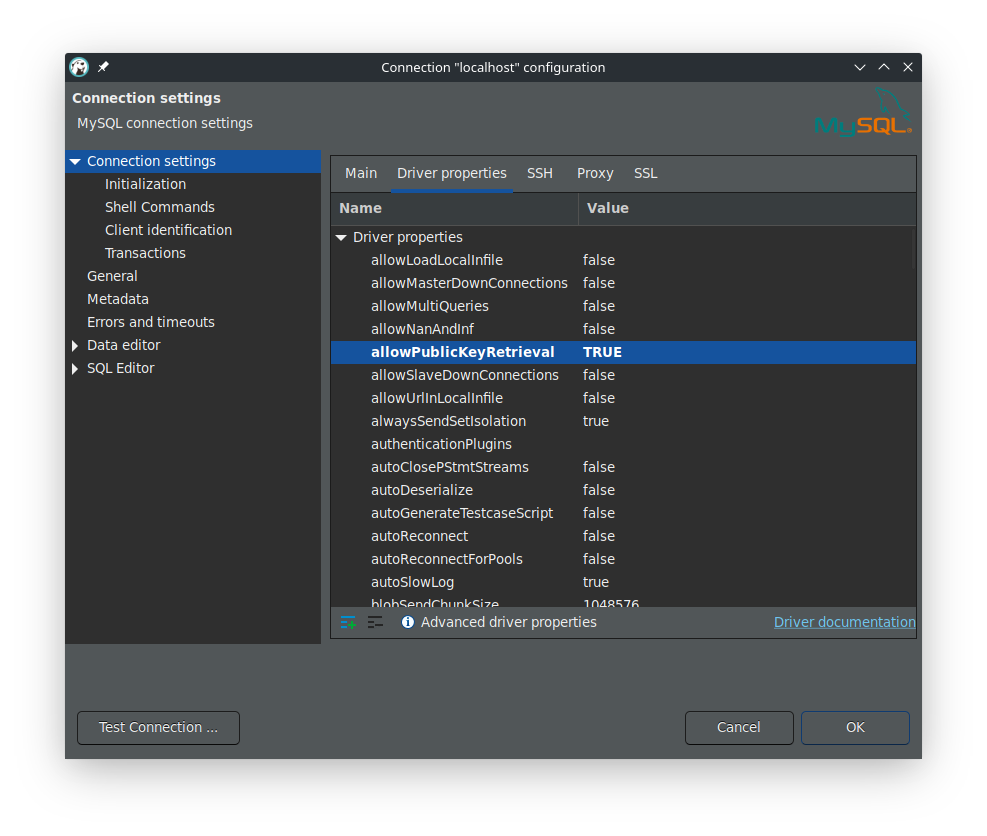 Connection "localhost" configuration
Connection settings
MySQL connection settings
MySQL
Connection settings
Initialization
Shell Commands
Client identification
Transactions
General
Metadata
Errors and timeouts
Data editor
SQL Editor
Main Driver properties SSH Proxy SSL
Name Value
Driver properties
allowLoadLocalInfile false
allowMasterDownConnections false
allowMultiQueries false
allowNanAndInf false
allowPublicKeyRetrieval TRUE
allowSlaveDownConnections false
allowUrlInLocalInfile false
alwaysSendSetIsolation true
authenticationPlugins
autoClosePStmtStreams false
autoDeserialize false
autoGenerateTestcaseScript false
autoReconnect false
autoReconnectForPools false
autoSlowLog true
blobSendChunkSize 1048576
Advanced driver properties Driver documentation
Test Connection ... Cancel OK